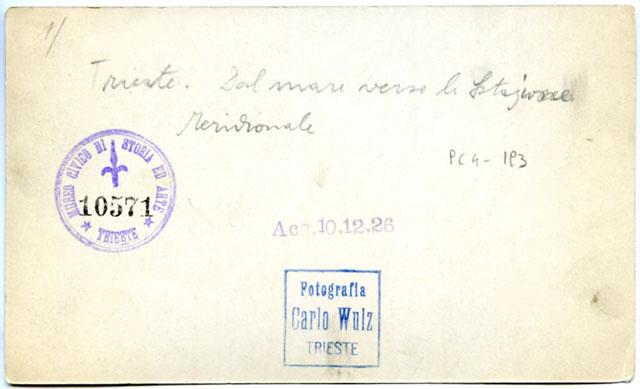 1/
Trieste. Dal mare verso la Stazione
Meridionale
PC4-193
MUSEO CIVICO DI STORIA ED ARTE
10571
TRIESTE
Acq. 10.12.26
Fotografia
Carlo Wulz
TRIESTE